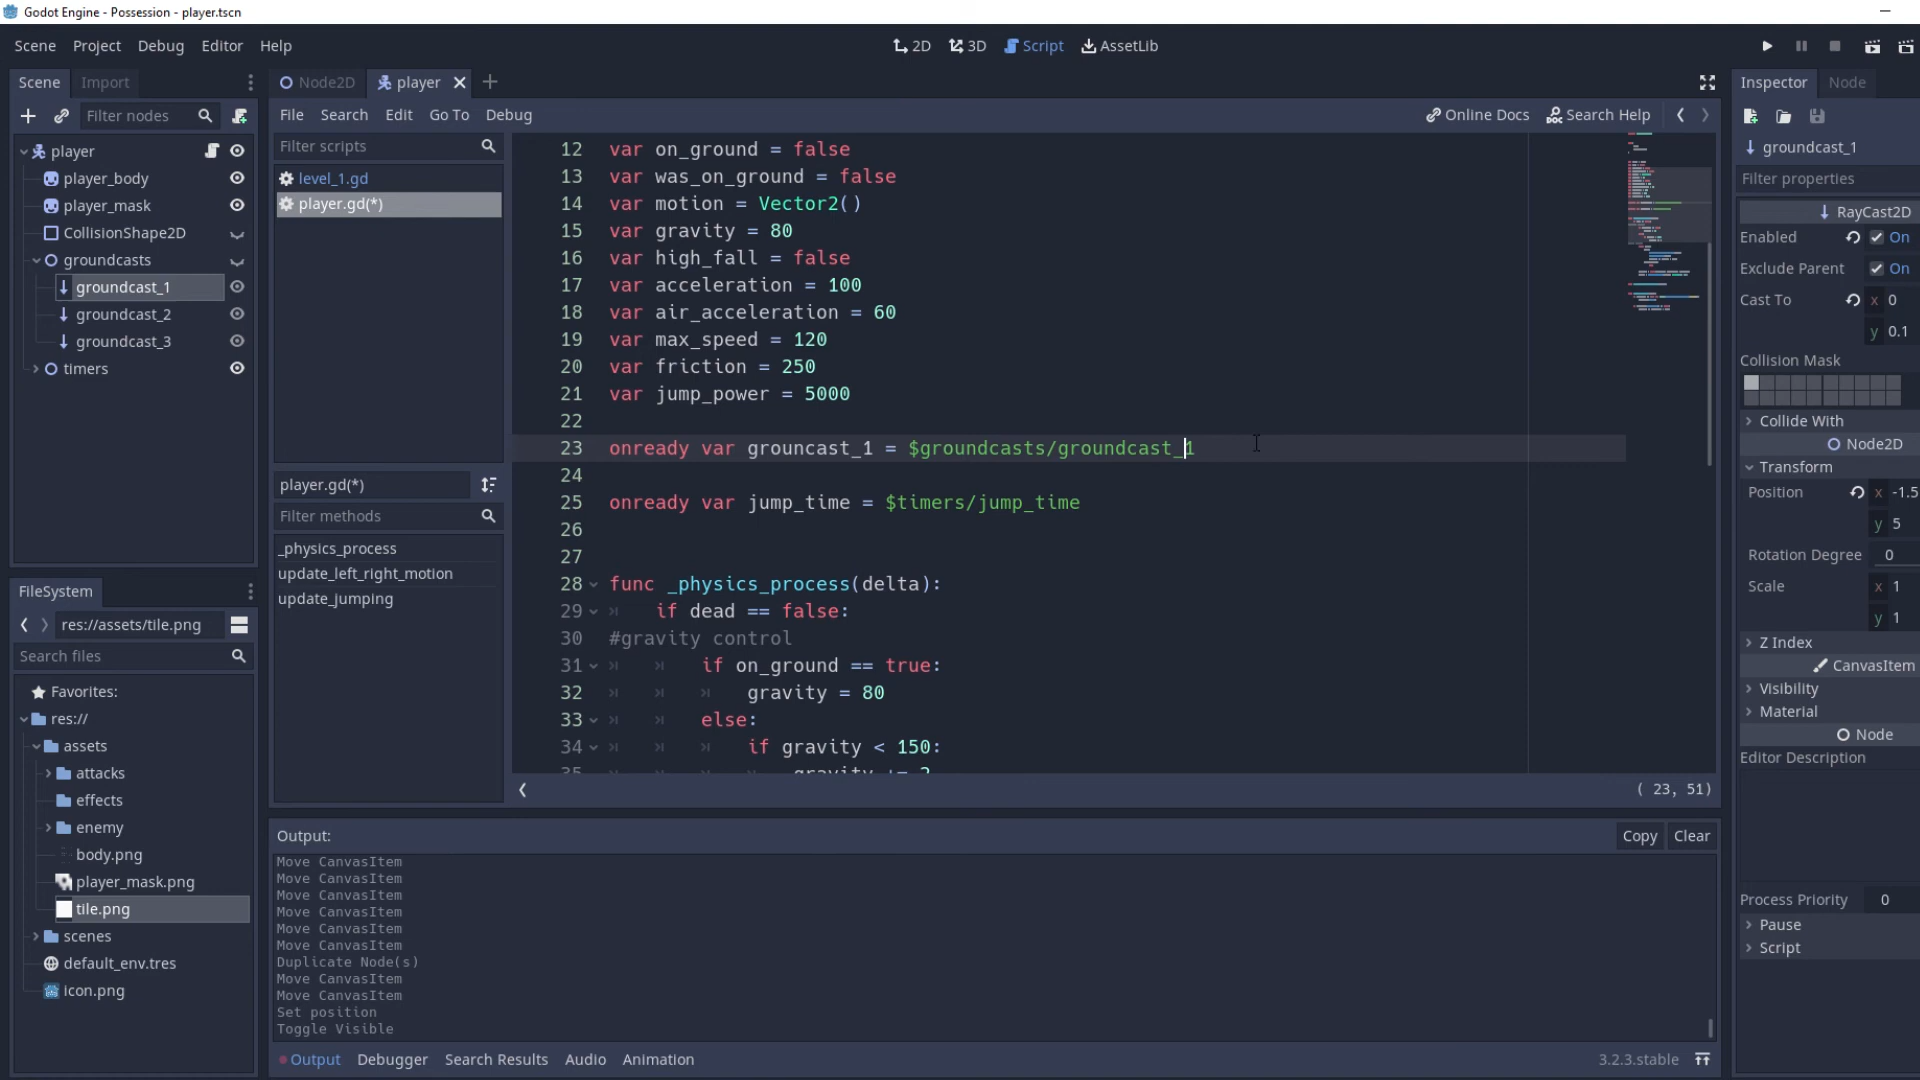 Godot Engine - Possession - player.tscn
Scene Project Debug Editor Help
2D 3D Script AssetLib
Scene Import
Filter nodes
player
player_body
player_mask
CollisionShape2D
groundcasts
groundcast_1
groundcast_2
groundcast_3
timers
FileSystem
res://assets/tile.png
Search files
Favorites:
res://
assets
attacks
effects
enemy
body.png
player_mask.png
tile.png
scenes
default_env.tres
icon.png
Node2D player
File Search Edit Go To Debug
Online Docs Search Help
Filter scripts
level_1.gd
player.gd(*)
player.gd(*)
Filter methods
_physics_process
update_left_right_motion
update_jumping
12 var on_ground = false
13 var was_on_ground = false
14 var motion = Vector2()
15 var gravity = 80
16 var high_fall = false
17 var acceleration = 100
18 var air_acceleration = 60
19 var max_speed = 120
20 var friction = 250
21 var jump_power = 5000
22
23 onready var grouncast_1 = $groundcasts/groundcast_1
24
25 onready var jump_time = $timers/jump_time
26
27
28 func _physics_process(delta):
29 if dead == false:
30 #gravity control
31 if on_ground == true:
32 gravity = 80
33 else:
34 if gravity < 150:
35 gravity += 2
( 23, 51)
Output:
Copy Clear
Move CanvasItem
Move CanvasItem
Move CanvasItem
Move CanvasItem
Move CanvasItem
Move CanvasItem
Duplicate Node(s)
Move CanvasItem
Move CanvasItem
Set position
Toggle Visible
Output Debugger Search Results Audio Animation
3.2.3.stable
Inspector Node
groundcast_1
Filter properties
RayCast2D
Enabled On
Exclude Parent On
Cast To x 0
y 0.1
Collision Mask
Collide With
Node2D
Transform
Position x -1.5
y 5
Rotation Degree 0
Scale x 1
y 1
Z Index
CanvasItem
Visibility
Material
Node
Editor Description
Process Priority 0
Pause
Script